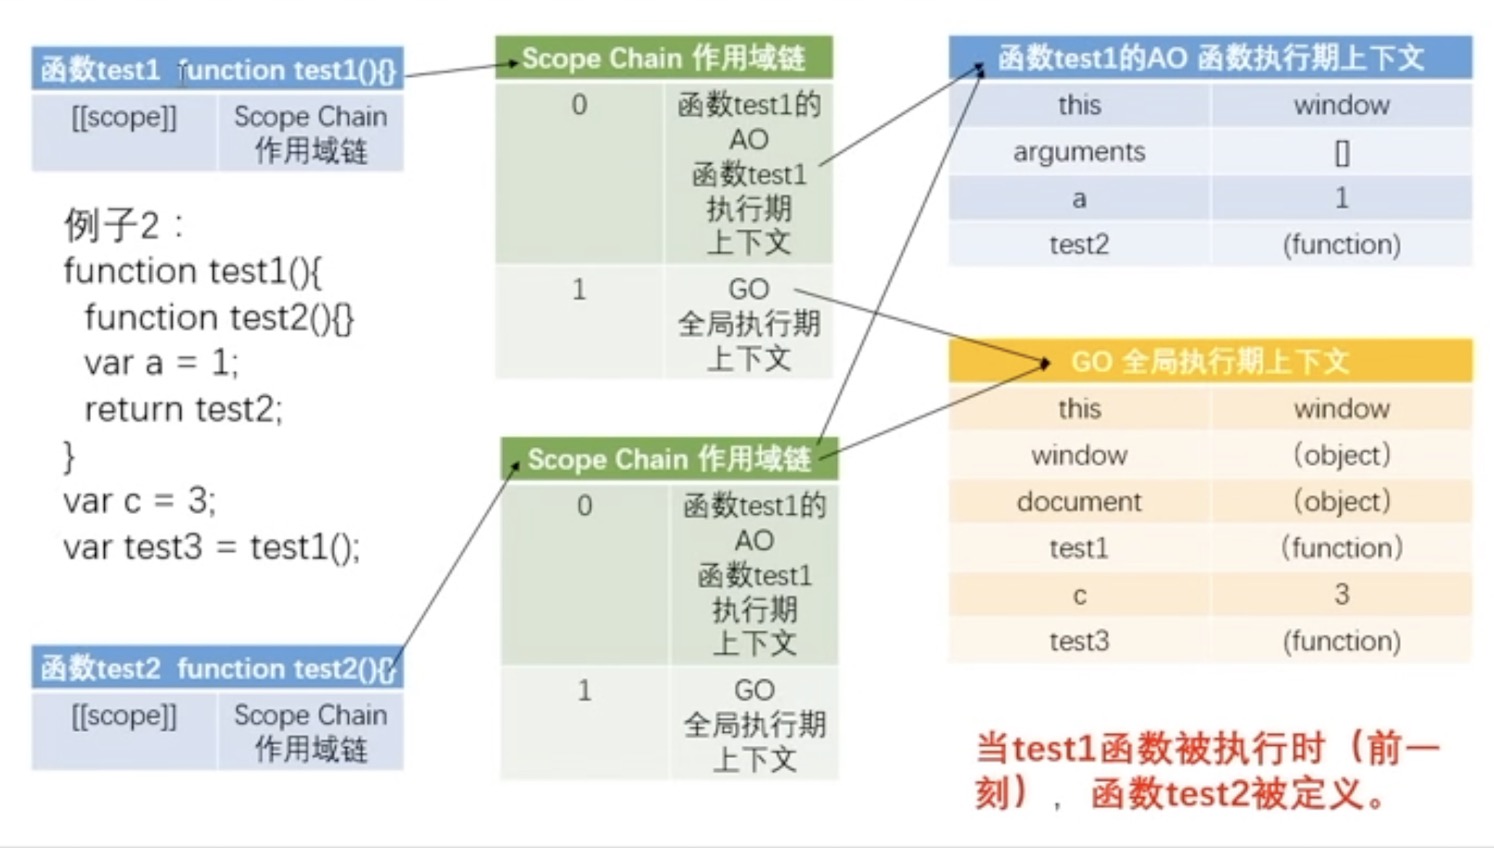 函数test1 function test1(){}
[[scope]] Scope Chain
作用域链
例子2：
function test1(){
function test2(){}
var a = 1;
return test2;
}
var c = 3;
var test3 = test1();
函数test2 function test2(){}
[[scope]] Scope Chain
作用域链
Scope Chain 作用域链
0 函数test1的
AO
函数test1
执行期
上下文
1 GO
全局执行期
上下文
Scope Chain 作用域链
0 函数test1的
AO
函数test1
执行期
上下文
1 GO
全局执行期
上下文
函数test1的AO 函数执行期上下文
this window
arguments []
a 1
test2 (function)
GO 全局执行期上下文
this window
window （object）
document （object）
test1 （function）
c 3
test3 (function)
当test1函数被执行时（前一
刻），函数test2被定义。